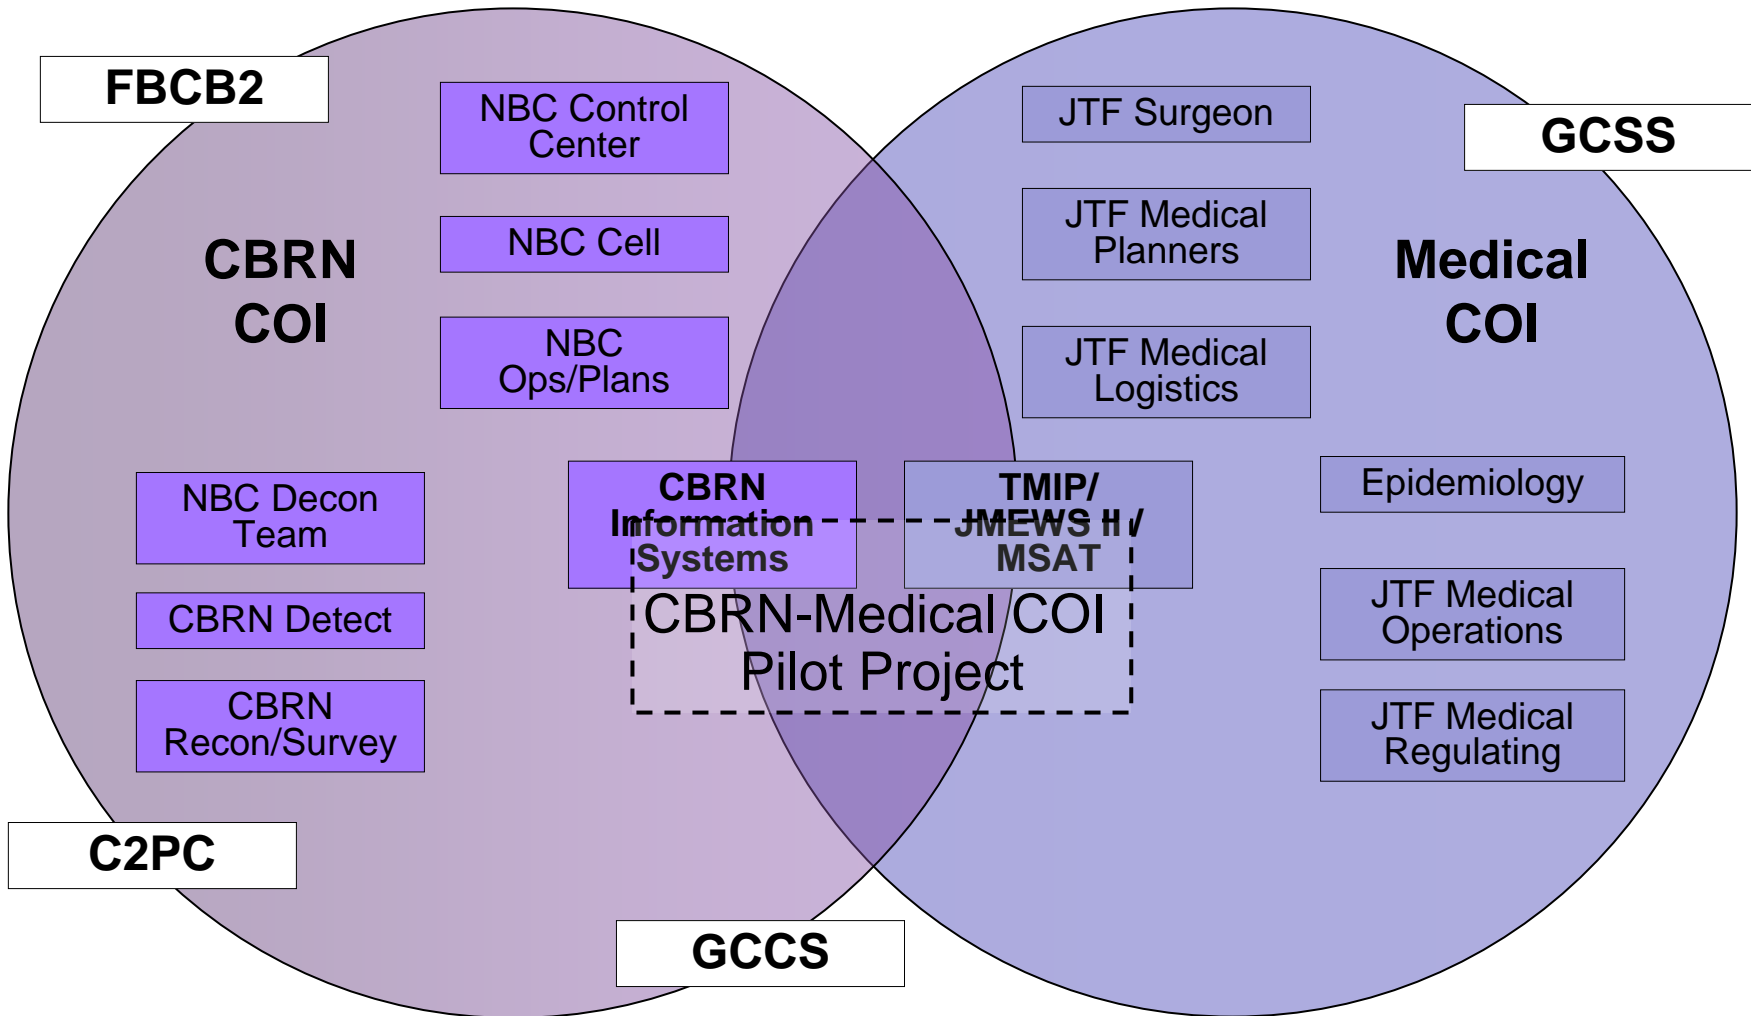 FBCB2
NBC Control
Center
JTF Surgeon
GCSS
NBC Cell
JTF Medical
Planners
CBRN
COI
Medical
COI
NBC
Ops/Plans
JTF Medical
Logistics
NBC Decon
Team
CBRN
Information
Systems
TMIP/
JMEWS II /
MSAT
Epidemiology
CBRN Detect
CBRN-Medical COI
Pilot Project
JTF Medical
Operations
CBRN
Recon/Survey
JTF Medical
Regulating
C2PC
GCCS